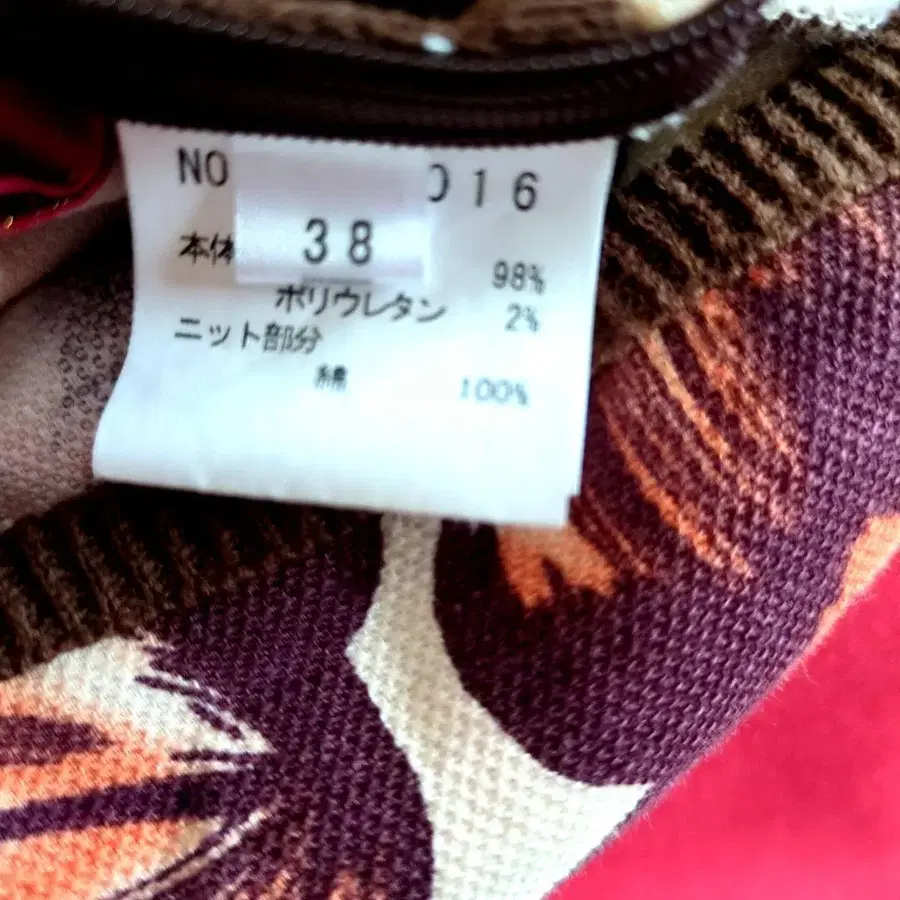 NO 016
38
本体 98%
ポリウレタン 2%
ニット部分
綿 100%